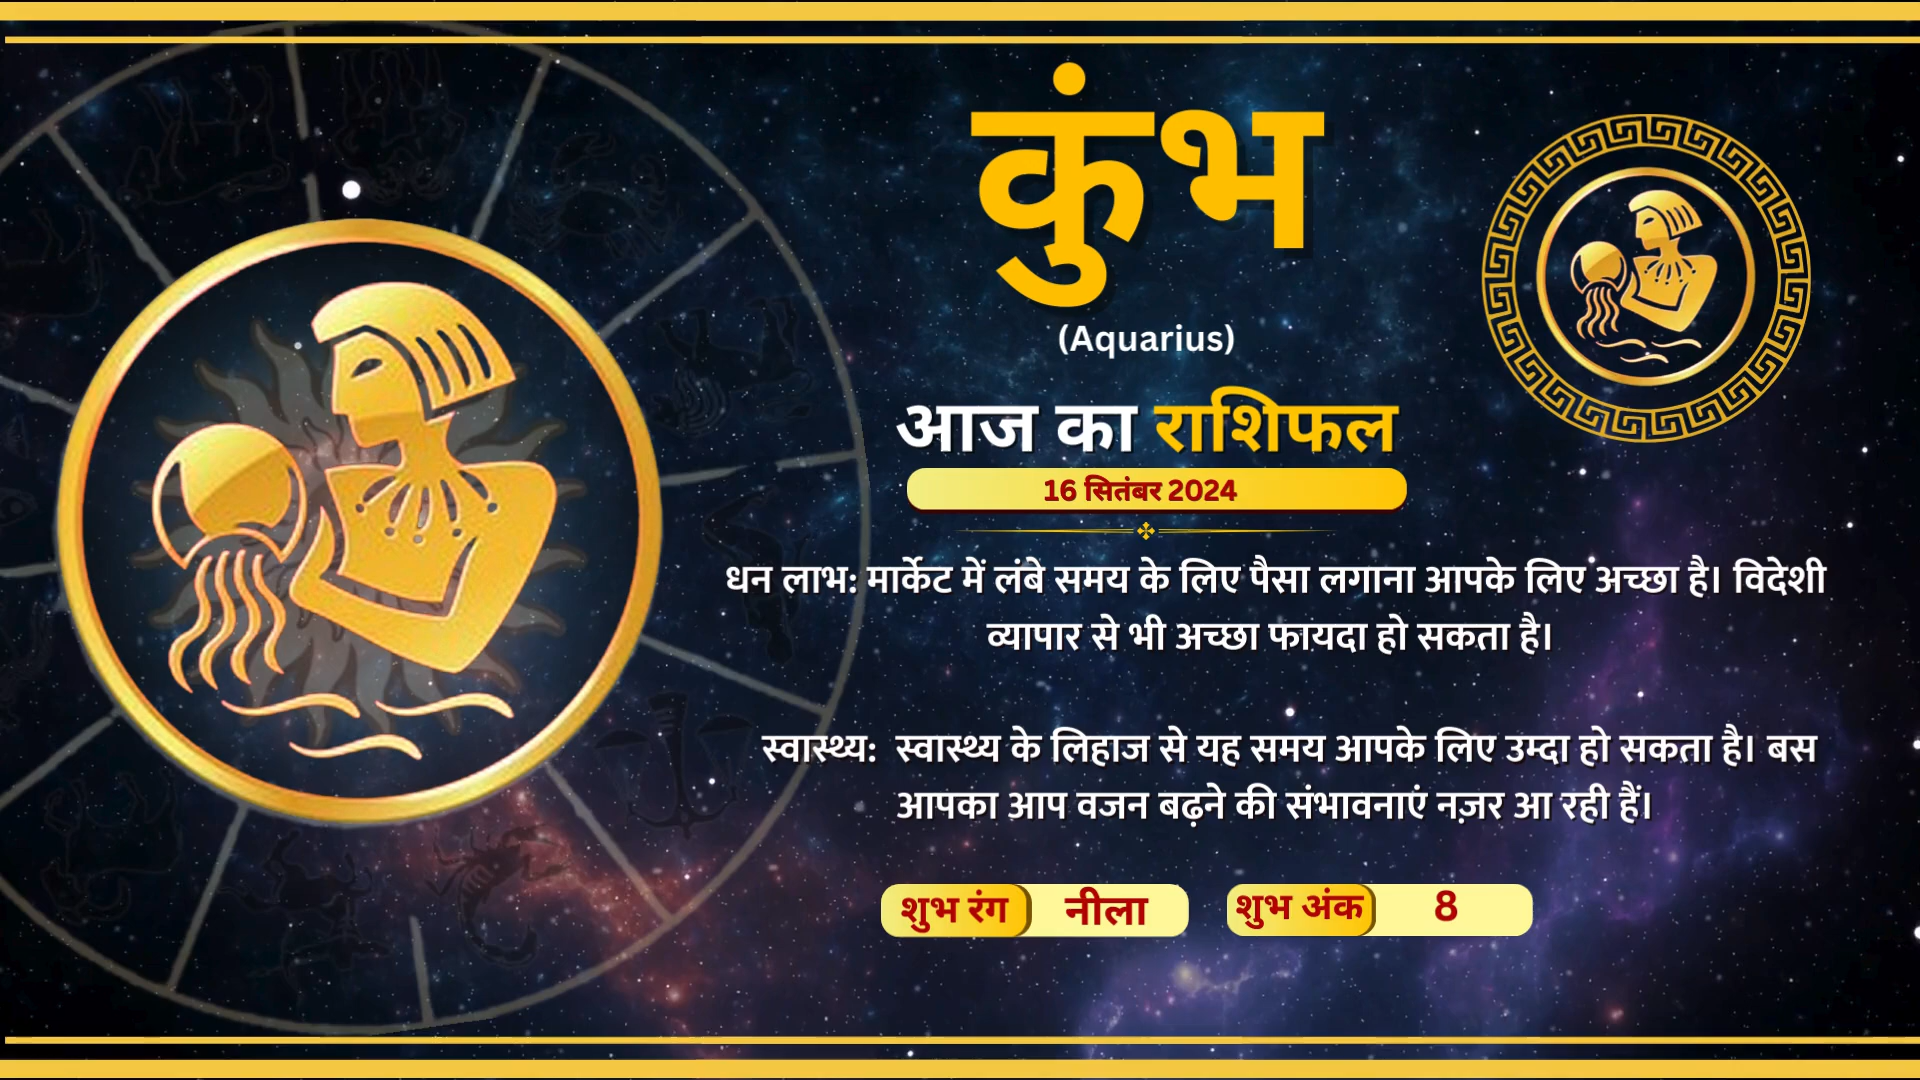 कुंभ
(Aquarius)
आज का राशिफल
16 सितंबर 2024
धन लाभ: मार्केट में लंबे समय के लिए पैसा लगाना आपके लिए अच्छा है। विदेशी
व्यापार से भी अच्छा फायदा हो सकता है।
स्वास्थ्य: स्वास्थ्य के लिहाज से यह समय आपके लिए उम्दा हो सकता है। बस
आपका आप वजन बढ़ने की संभावनाएं नज़र आ रही हैं।
शुभ रंग नीला शुभ अंक 8